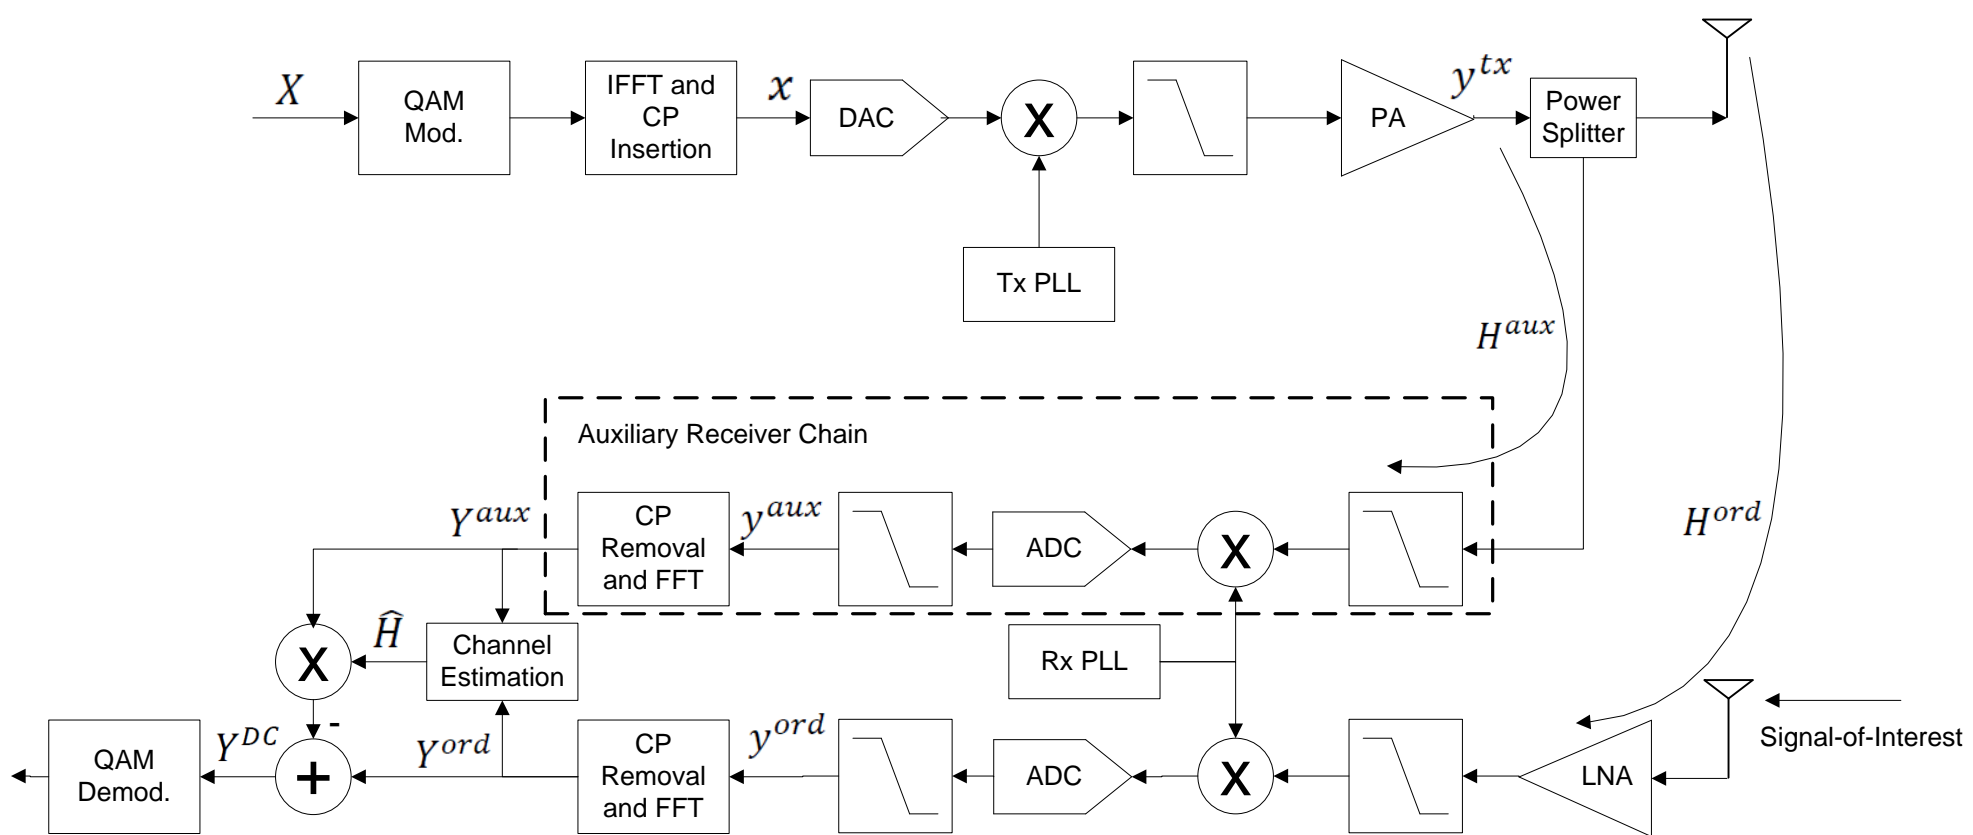 X
QAM
Mod.
IFFT and
CP
Insertion
x
DAC
X
PA
y^{tx}
Power
Splitter
Tx PLL
H^{aux}
Auxiliary Receiver Chain
Y^{aux}
CP
Removal
and FFT
y^{aux}
ADC
X
H^{ord}
X
Ĥ
Channel
Estimation
Rx PLL
-
QAM
Demod.
Y^{DC}
+
Y^{ord}
CP
Removal
and FFT
y^{ord}
ADC
X
LNA
Signal-of-Interest